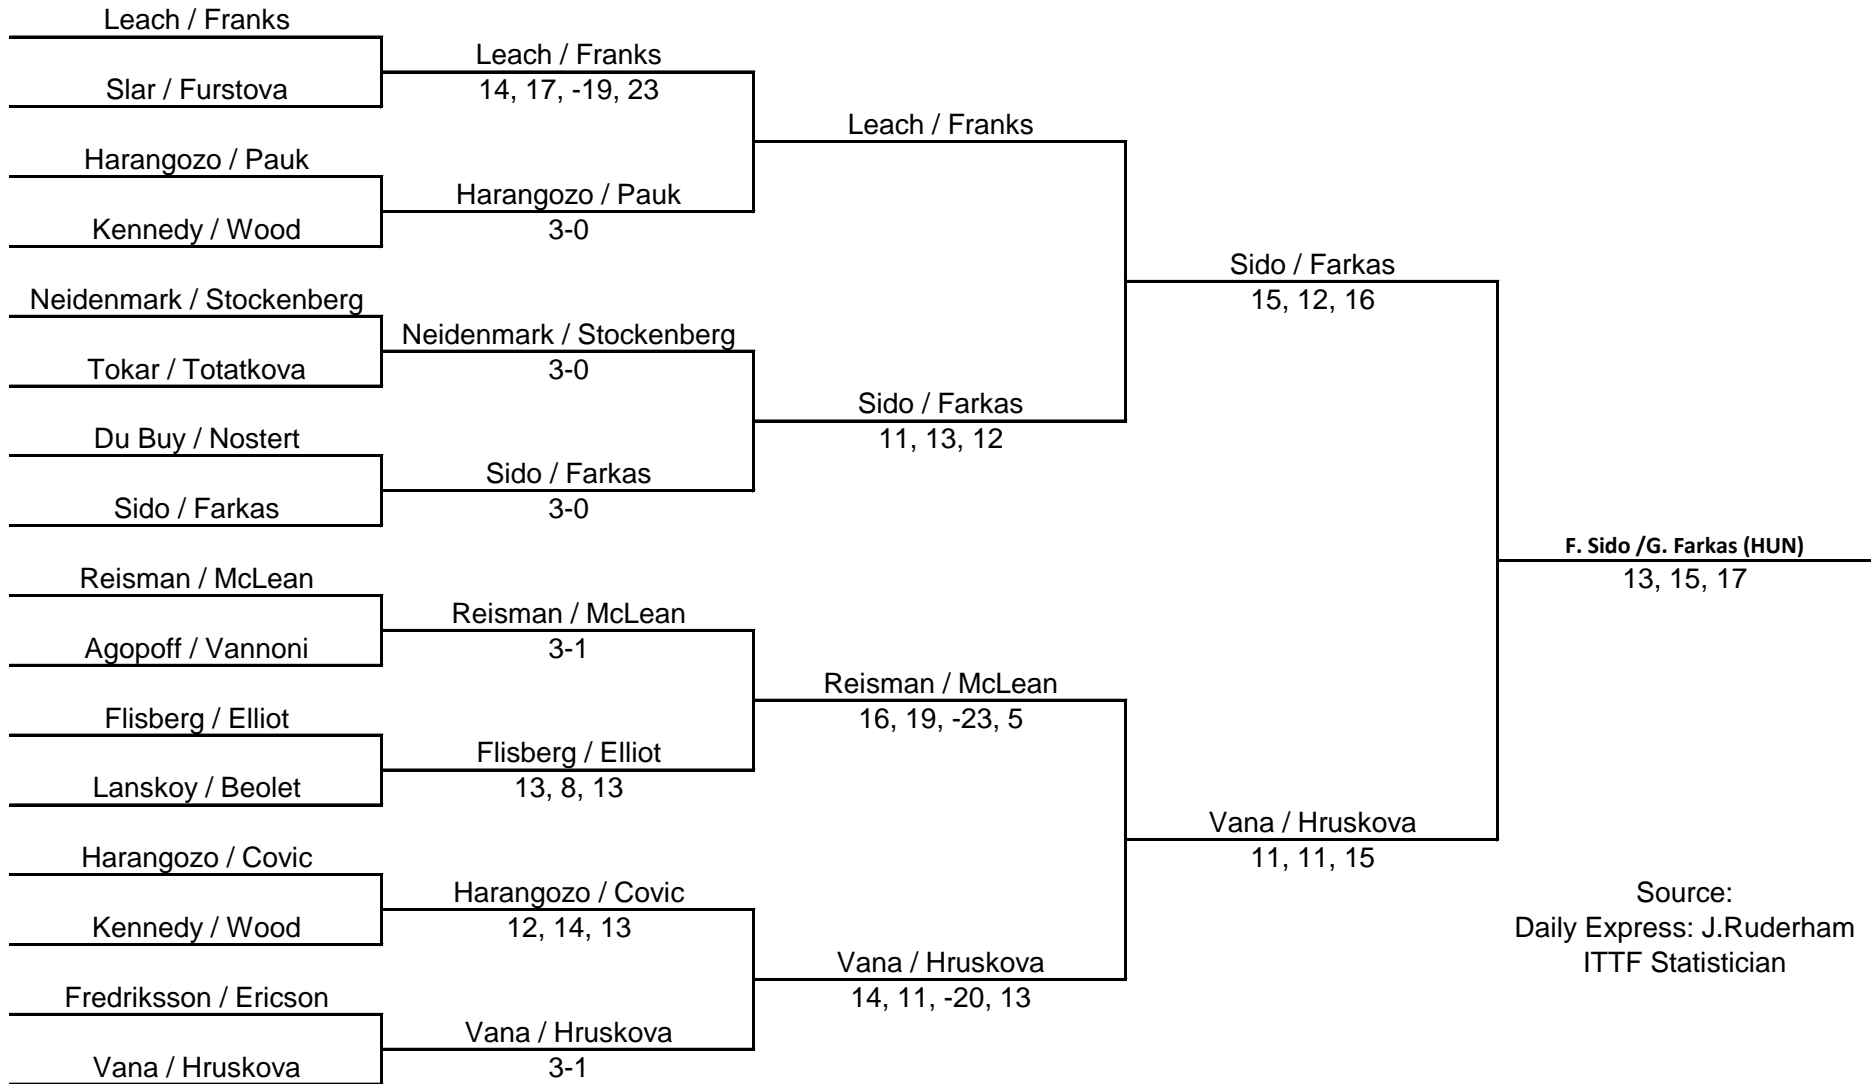 Leach / Franks
Slar / Furstova
Harangozo / Pauk
Kennedy / Wood
Neidenmark / Stockenberg
Tokar / Totatkova
Du Buy / Nostert
Sido / Farkas
Reisman / McLean
Agopoff / Vannoni
Flisberg / Elliot
Lanskoy / Beolet
Harangozo / Covic
Kennedy / Wood
Fredriksson / Ericson
Vana / Hruskova
Leach / Franks
14, 17, -19, 23
Harangozo / Pauk
3-0
Neidenmark / Stockenberg
3-0
Sido / Farkas
3-0
Reisman / McLean
3-1
Flisberg / Elliot
13, 8, 13
Harangozo / Covic
12, 14, 13
Vana / Hruskova
3-1
Leach / Franks
Sido / Farkas
11, 13, 12
Reisman / McLean
16, 19, -23, 5
Vana / Hruskova
14, 11, -20, 13
Sido / Farkas
15, 12, 16
Vana / Hruskova
11, 11, 15
F. Sido /G. Farkas (HUN)
13, 15, 17
Source:
Daily Express: J.Ruderham
ITTF Statistician